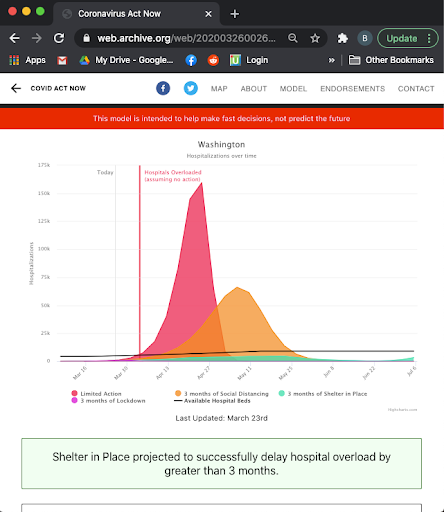 Coronavirus Act Now
web.archive.org/web/202003260026...
B
Update
Apps
My Drive - Google...
Login
»
Other Bookmarks
COVID ACT NOW
MAP
ABOUT
MODEL
ENDORSEMENTS
CONTACT
This model is intended to help make fast decisions, not predict the future
Washington
Hospitalizations over time
175k
150k
125k
100k
75k
50k
25k
0
Hospitalizations
Today
Hospitals Overloaded
(assuming no action)
Mar 16
Mar 30
Apr 13
Apr 27
May 11
May 25
Jun 8
Jun 22
Jul 6
Limited Action
3 months of Social Distancing
3 months of Shelter in Place
3 months of Lockdown
Available Hospital Beds
Highcharts.com
Last Updated: March 23rd
Shelter in Place projected to successfully delay hospital overload by
greater than 3 months.